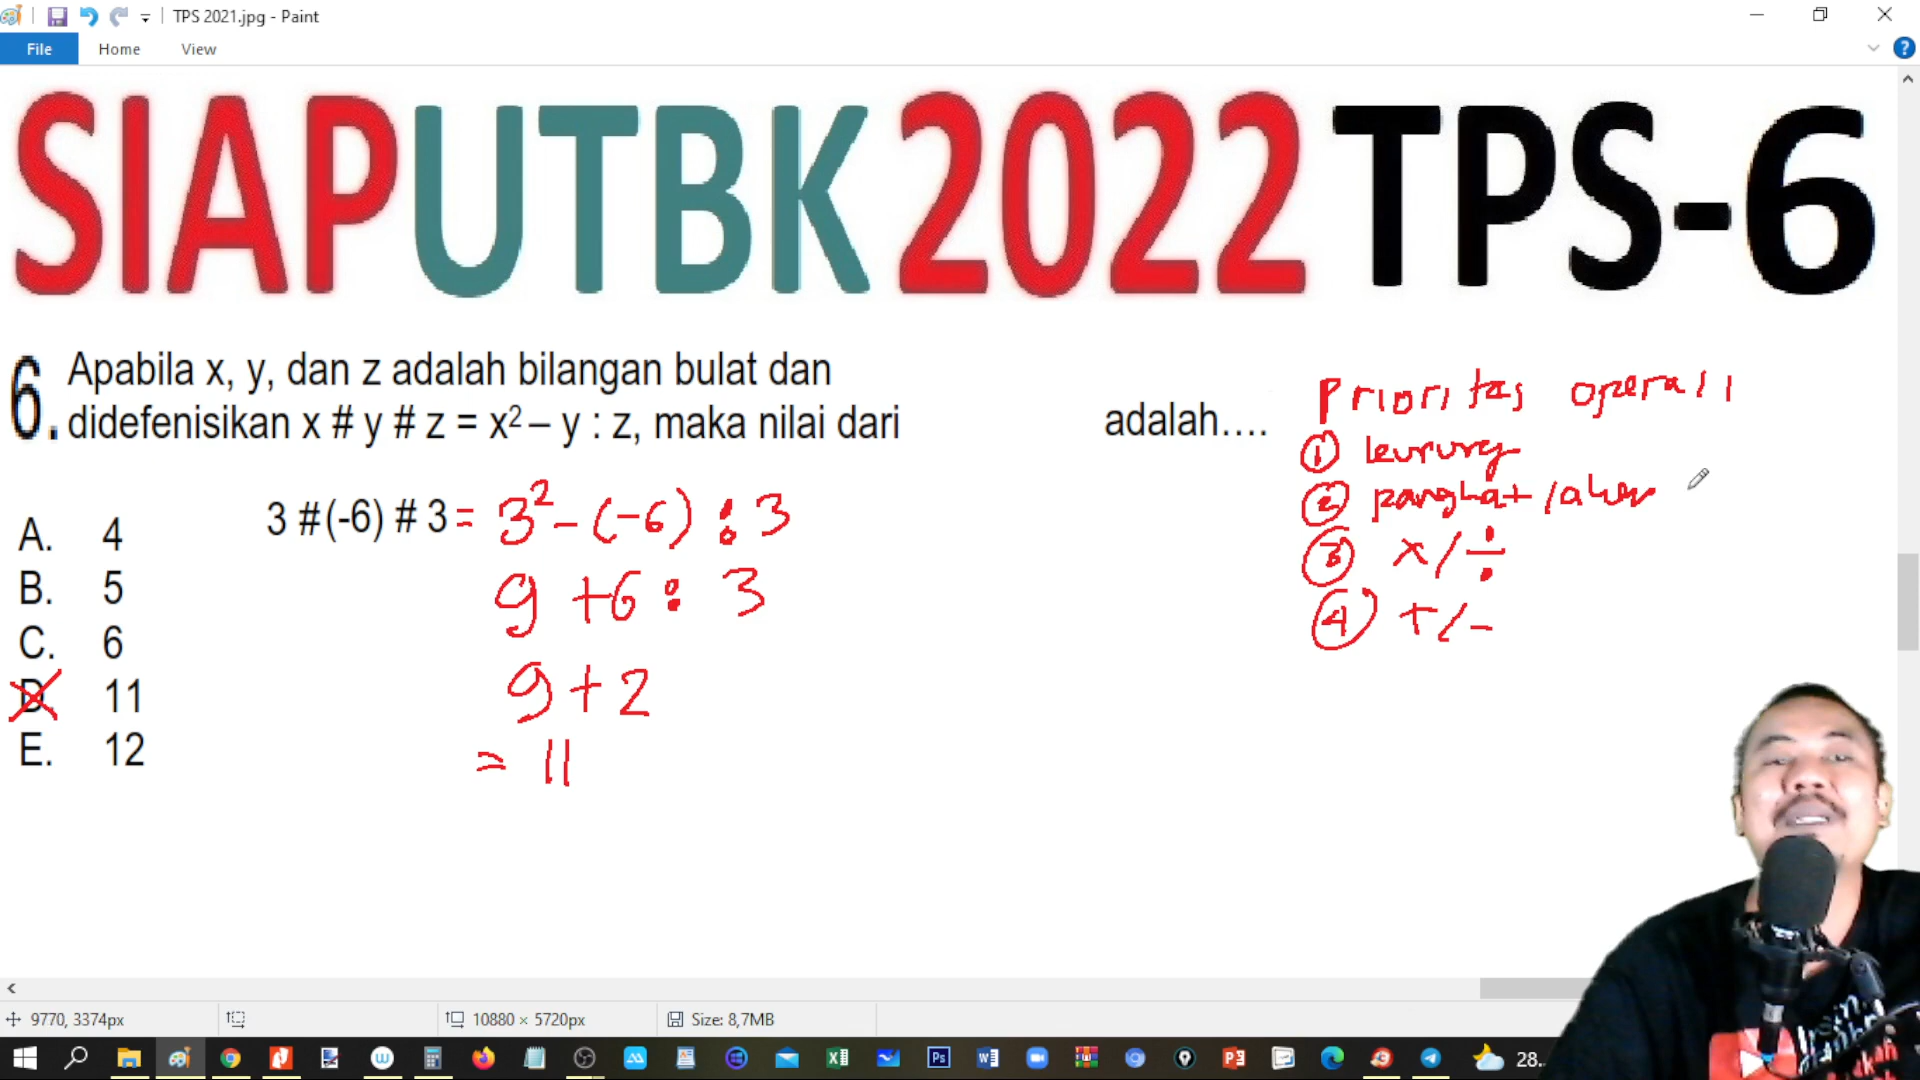 TPS 2021.jpg - Paint
File Home View
SIAP UTBK 2022 TPS-6
6. Apabila x, y, dan z adalah bilangan bulat dan
didefenisikan x # y # z = x² – y : z, maka nilai dari adalah....
3 # (-6) # 3 = 3² - (-6) : 3
9 + 6 : 3
9 + 2
= 11
A. 4
B. 5
C. 6
D. 11
E. 12
Prioritas operasi
① kurung
② pangkat / akar
③ x / ÷
④ + / -
9770, 3374px
10880 × 5720px
Size: 8,7MB
28..